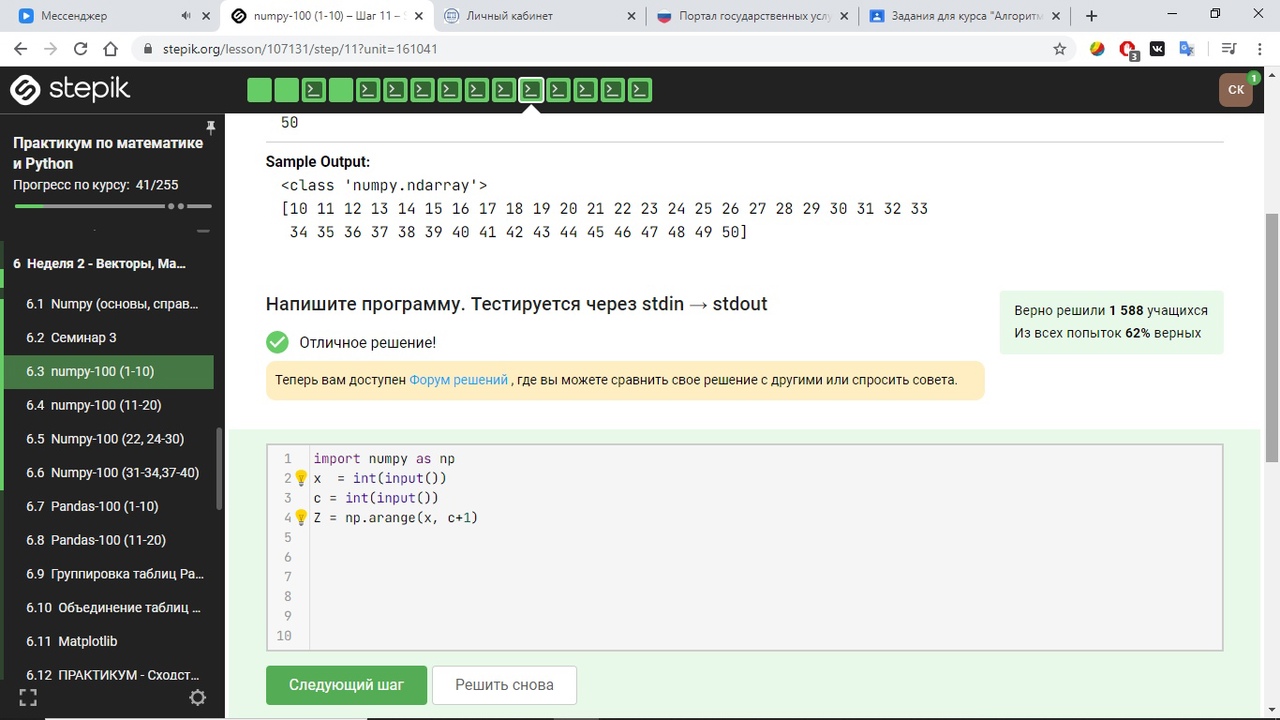 Мессенджер
numpy-100 (1-10) – Шаг 11 –
Личный кабинет
Портал государственных услу
Задания для курса "Алгоритм
stepik.org/lesson/107131/step/11?unit=161041
3
stepik
СК
1
Практикум по математике
и Python
Прогресс по курсу: 41/255
6 Неделя 2 - Векторы, Ма...
6.1 Numpy (основы, справ...
6.2 Семинар 3
6.3 numpy-100 (1-10)
6.4 numpy-100 (11-20)
6.5 Numpy-100 (22, 24-30)
6.6 Numpy-100 (31-34,37-40)
6.7 Pandas-100 (1-10)
6.8 Pandas-100 (11-20)
6.9 Группировка таблиц Pa...
6.10 Объединение таблиц ...
6.11 Matplotlib
6.12 ПРАКТИКУМ - Сходст...
50
Sample Output:
<class 'numpy.ndarray'>
[10 11 12 13 14 15 16 17 18 19 20 21 22 23 24 25 26 27 28 29 30 31 32 33
34 35 36 37 38 39 40 41 42 43 44 45 46 47 48 49 50]
Напишите программу. Тестируется через stdin → stdout
Отличное решение!
Верно решили 1 588 учащихся
Из всех попыток 62% верных
Теперь вам доступен Форум решений , где вы можете сравнить свое решение с другими или спросить совета.
1 import numpy as np
2 x  = int(input())
3 c = int(input())
4 Z = np.arange(x, c+1)
5
6
7
8
9
10
Следующий шаг
Решить снова